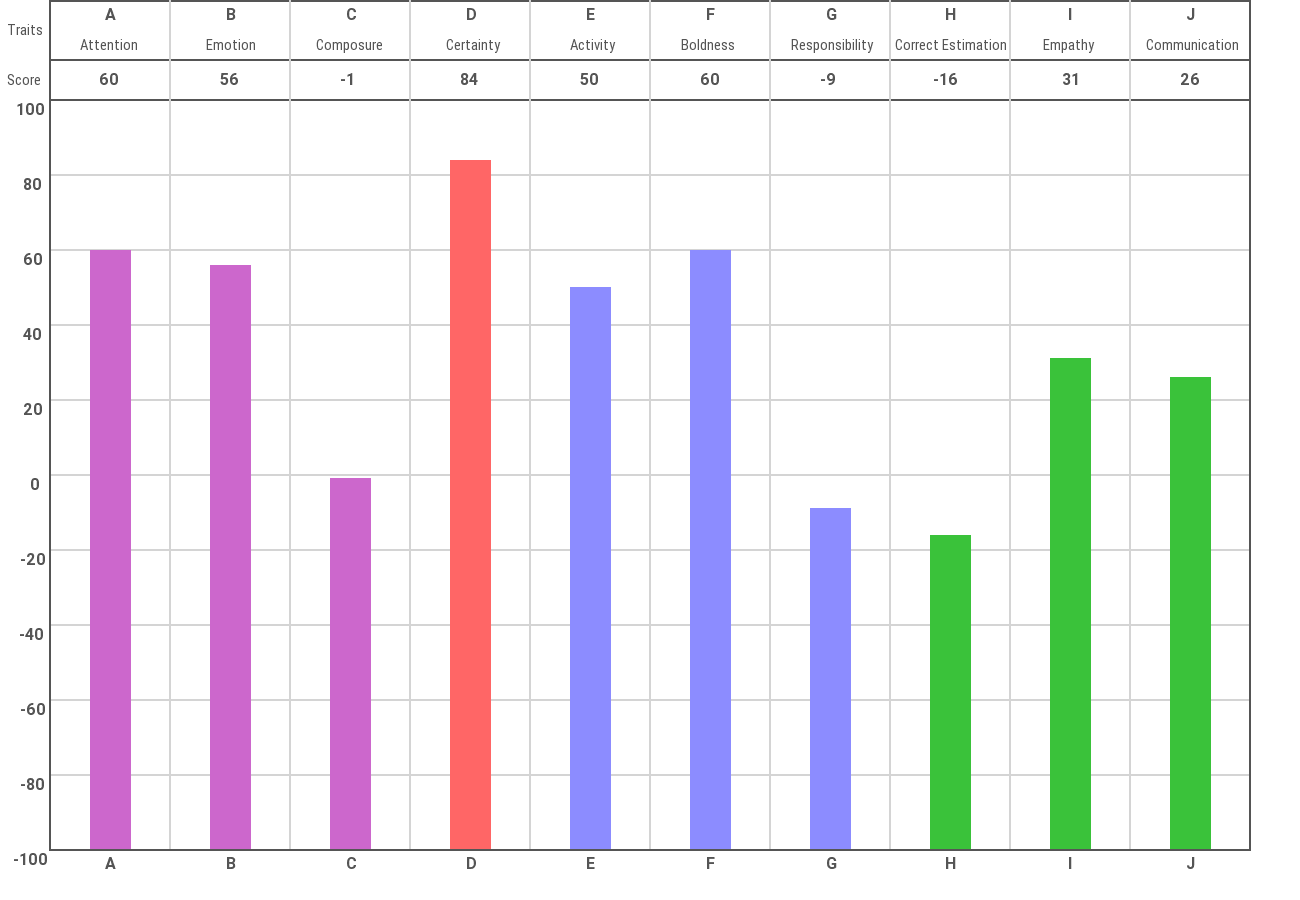 Traits A B C D E F G H I J
Attention Emotion Composure Certainty Activity Boldness Responsibility Correct Estimation Empathy Communication
Score 60 56 -1 84 50 60 -9 -16 31 26
100
80
60
40
20
0
-20
-40
-60
-80
-100
A B C D E F G H I J